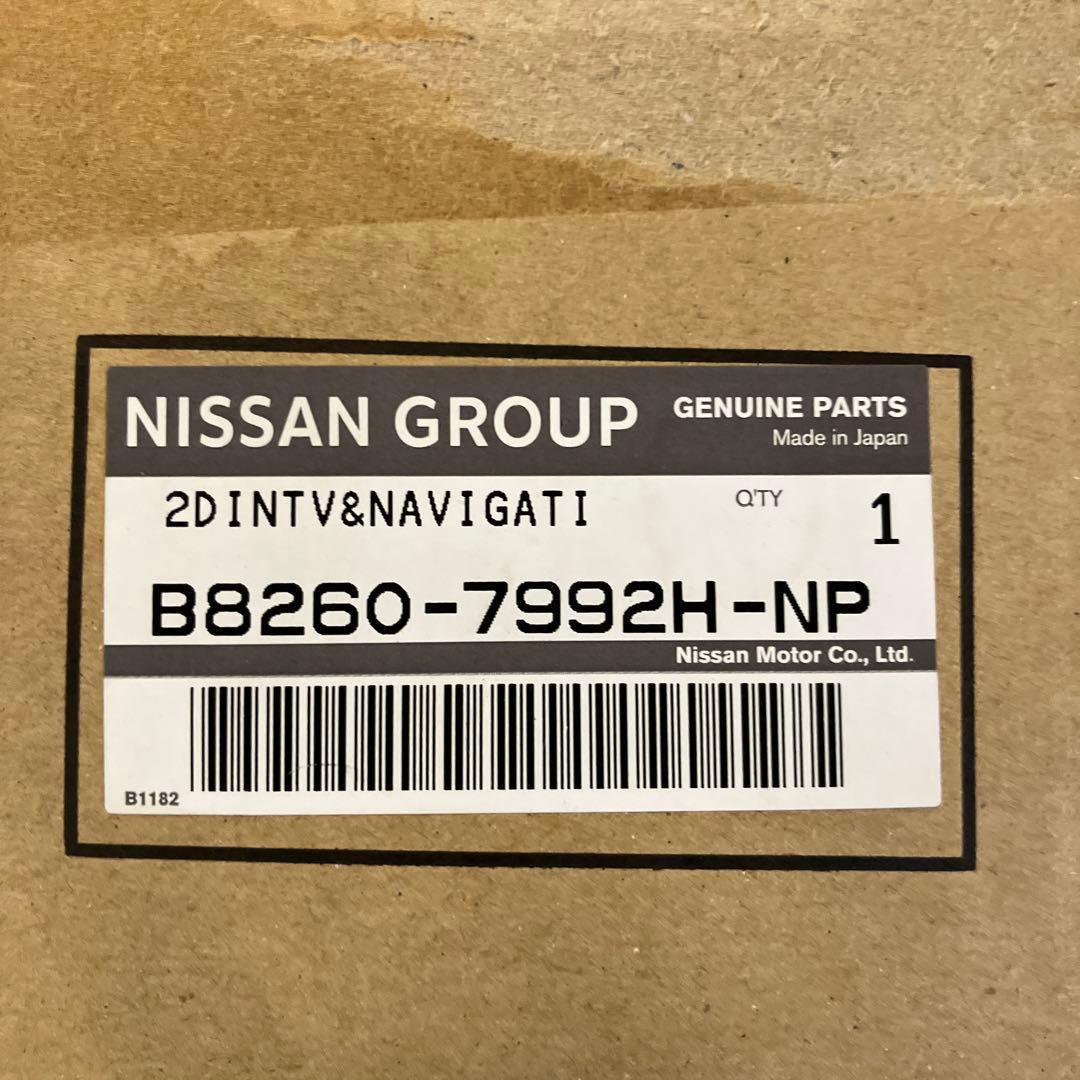 NISSAN GROUP
GENUINE PARTS
Made in Japan
2DINTV&NAVIGATI
Q'TY 1
B8260-7992H-NP
Nissan Motor Co., Ltd.
B1182